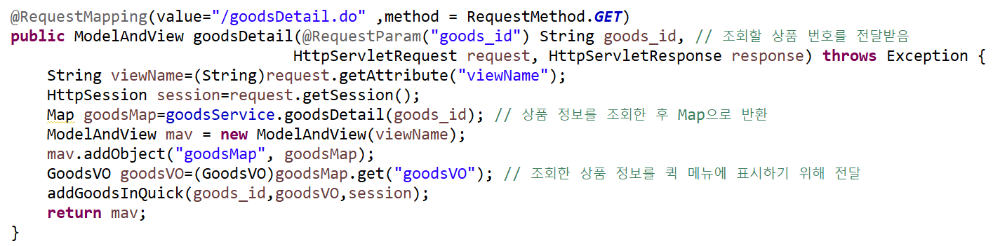 @RequestMapping(value="/goodsDetail.do" ,method = RequestMethod.GET)
public ModelAndView goodsDetail(@RequestParam("goods_id") String goods_id, // 조회할 상품 번호를 전달받음
HttpServletRequest request, HttpServletResponse response) throws Exception {
String viewName=(String)request.getAttribute("viewName");
HttpSession session=request.getSession();
Map goodsMap=goodsService.goodsDetail(goods_id); // 상품 정보를 조회한 후 Map으로 반환
ModelAndView mav = new ModelAndView(viewName);
mav.addObject("goodsMap", goodsMap);
GoodsVO goodsVO=(GoodsVO)goodsMap.get("goodsVO"); // 조회한 상품 정보를 퀵 메뉴에 표시하기 위해 전달
addGoodsInQuick(goods_id,goodsVO,session);
return mav;
}